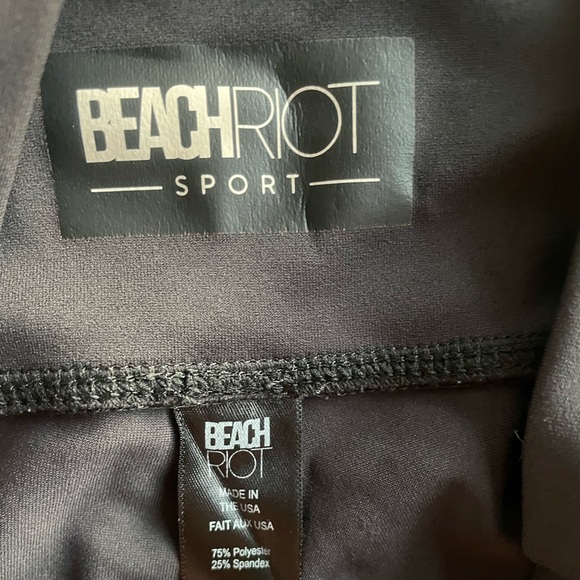 BEACHRIOT
SPORT
BEACH
RIOT
MADE IN
THE USA
FAIT AUX USA
75% Polyester
25% Spandex